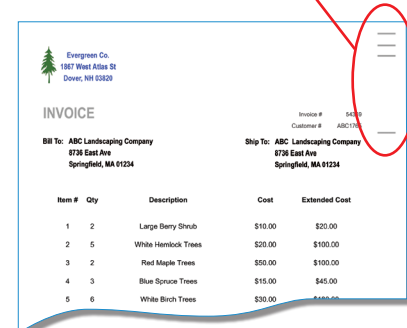 Evergreen Co.
1867 West Atlas St
Dover, NH 03820
INVOICE
Invoice #
Customer #
Bill To: ABC Landscaping Company
8736 East Ave
Springfield, MA 01234
Ship To: ABC Landscaping Company
8736 East Ave
Springfield, MA 01234
Item # Qty Description Cost Extended Cost
1 2 Large Berry Shrub $10.00 $20.00
2 5 White Hemlock Trees $20.00 $100.00
3 2 Red Maple Trees $50.00 $100.00
4 3 Blue Spruce Trees $15.00 $45.00
5 6 White Birch Trees $30.00